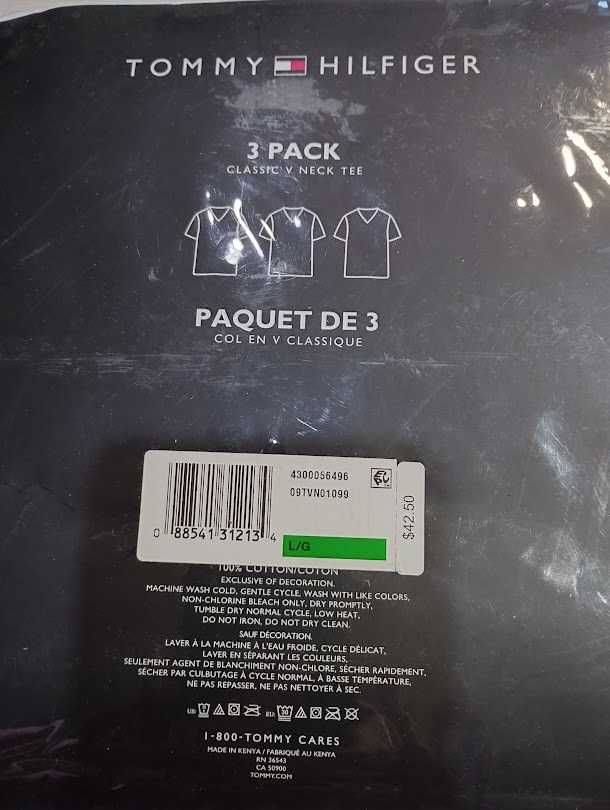 TOMMY HILFIGER
3 PACK
CLASSIC V NECK TEE
PAQUET DE 3
COL EN V CLASSIQUE
4300056496
09TVN01099
0 88541 31213 4
L/G
$42.50
100% COTTON/COTON
EXCLUSIVE OF DECORATION.
MACHINE WASH COLD, GENTLE CYCLE, WASH WITH LIKE COLORS,
NON-CHLORINE BLEACH ONLY, DRY PROMPTLY,
TUMBLE DRY NORMAL CYCLE, LOW HEAT,
DO NOT IRON, DO NOT DRY CLEAN.
SAUF DÉCORATION.
LAVER À LA MACHINE À L'EAU FROIDE, CYCLE DÉLICAT,
LAVER EN SÉPARANT LES COULEURS,
SEULEMENT AGENT DE BLANCHIMENT NON-CHLORE, SÉCHER RAPIDEMENT,
SÉCHER PAR CULBUTAGE À CYCLE NORMAL, À BASSE TEMPÉRATURE,
NE PAS REPASSER, NE PAS NETTOYER À SEC.
US: EU: 30
1-800-TOMMY CARES
MADE IN KENYA / FABRIQUÉ AU KENYA
RN 36543
CA 50900
TOMMY.COM